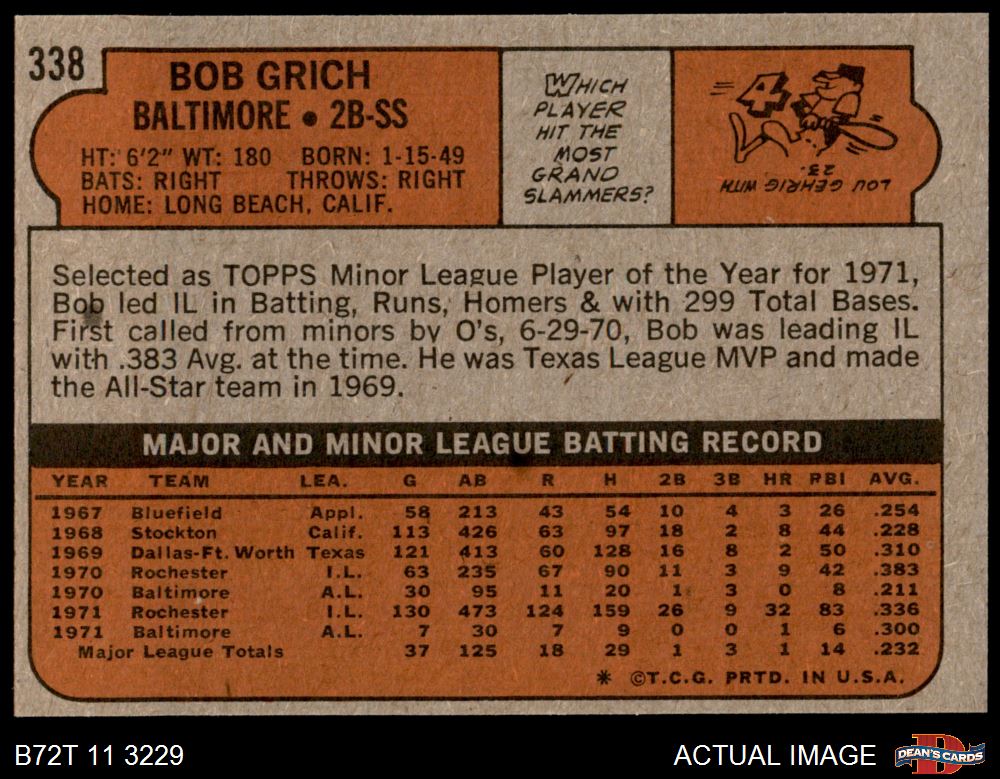 338
BOB GRICH
BALTIMORE • 2B-SS
HT: 6'2" WT: 180 BORN: 1-15-49
BATS: RIGHT THROWS: RIGHT
HOME: LONG BEACH, CALIF.
WHICH
PLAYER
HIT THE
MOST
GRAND
SLAMMERS?
4
LOU GEHRIG WITH
23.
Selected as TOPPS Minor League Player of the Year for 1971,
Bob led IL in Batting, Runs, Homers & with 299 Total Bases.
First called from minors by O's, 6-29-70, Bob was leading IL
with .383 Avg. at the time. He was Texas League MVP and made
the All-Star team in 1969.
MAJOR AND MINOR LEAGUE BATTING RECORD
YEAR TEAM LEA. G AB R H 2B 3B HR RBI AVG.
1967 Bluefield Appl. 58 213 43 54 10 4 3 26 .254
1968 Stockton Calif. 113 426 63 97 18 2 8 44 .228
1969 Dallas-Ft. Worth Texas 121 413 60 128 16 8 2 50 .310
1970 Rochester I.L. 63 235 67 90 11 3 9 42 .383
1970 Baltimore A.L. 30 95 11 20 1 3 0 8 .211
1971 Rochester I.L. 130 473 124 159 26 9 32 83 .336
1971 Baltimore A.L. 7 30 7 9 0 0 1 6 .300
Major League Totals 37 125 18 29 1 3 1 14 .232
* ©T.C.G. PRTD. IN U.S.A.
B72T 11 3229
ACTUAL IMAGE
D
DEAN'S CARDS